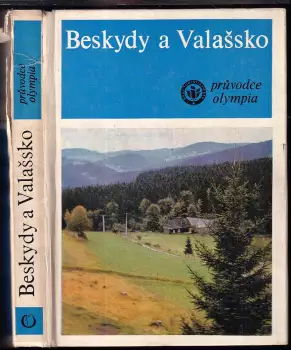 Beskydy a Valašsko
průvodce
olympia
průvodce
olympia
Beskydy a Valašsko